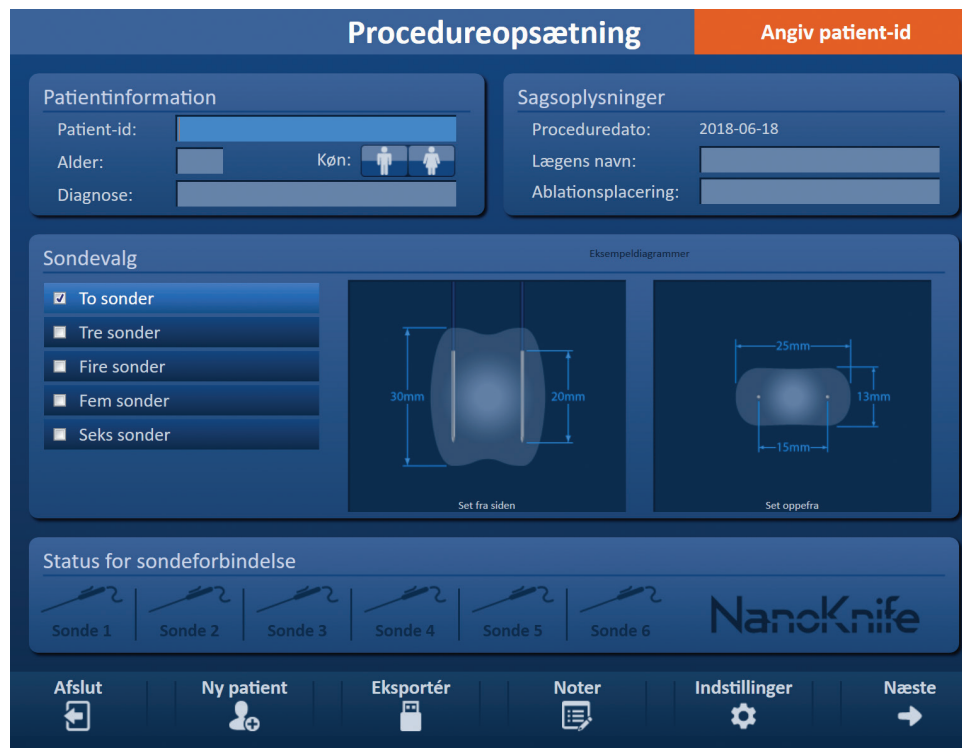 Procedureopsætning
Angiv patient-id
Patientinformation
Patient-id:
Alder:
Køn:
Diagnose:
Sagsoplysninger
Proceduredato: 2018-06-18
Lægens navn:
Ablationsplacering:
Sondevalg
Eksempeldiagrammer
To sonder
Tre sonder
Fire sonder
Fem sonder
Seks sonder
30mm
20mm
Set fra siden
25mm
13mm
15mm
Set oppefra
Status for sondeforbindelse
Sonde 1
Sonde 2
Sonde 3
Sonde 4
Sonde 5
Sonde 6
NanoKnife
Afslut
Ny patient
Eksportér
Noter
Indstillinger
Næste